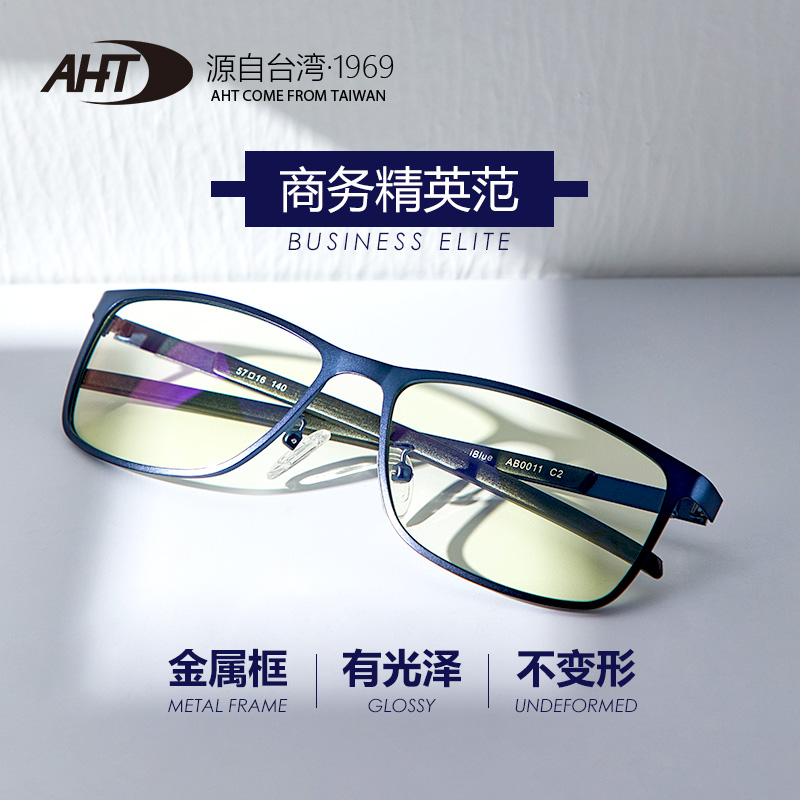 AHT 源自台湾·1969
AHT COME FROM TAIWAN
商务精英范
BUSINESS ELITE
57□16 140
iBlue AB0011 C2
金属框 有光泽 不变形
METAL FRAME GLOSSY UNDEFORMED